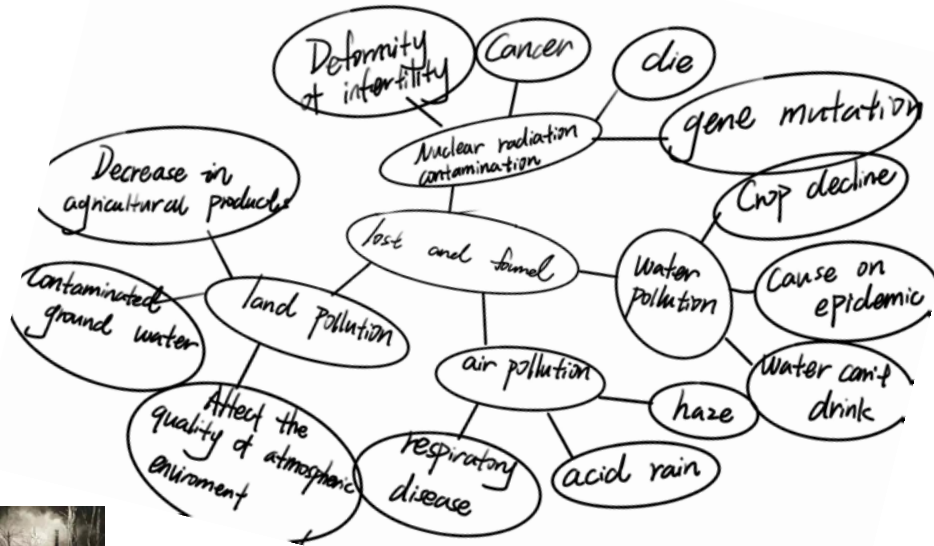 Deformity
of infertility
Cancer
die
gene mutation
Nuclear radiation
contamination
Decrease in
agricultural products
Crop decline
lost and found
Water
pollution
Cause on
epidemic
Contaminated
ground water
land pollution
air pollution
Water can't
drink
haze
Affect the
quality of atmospheric
enviroment
respiratory
disease
acid rain